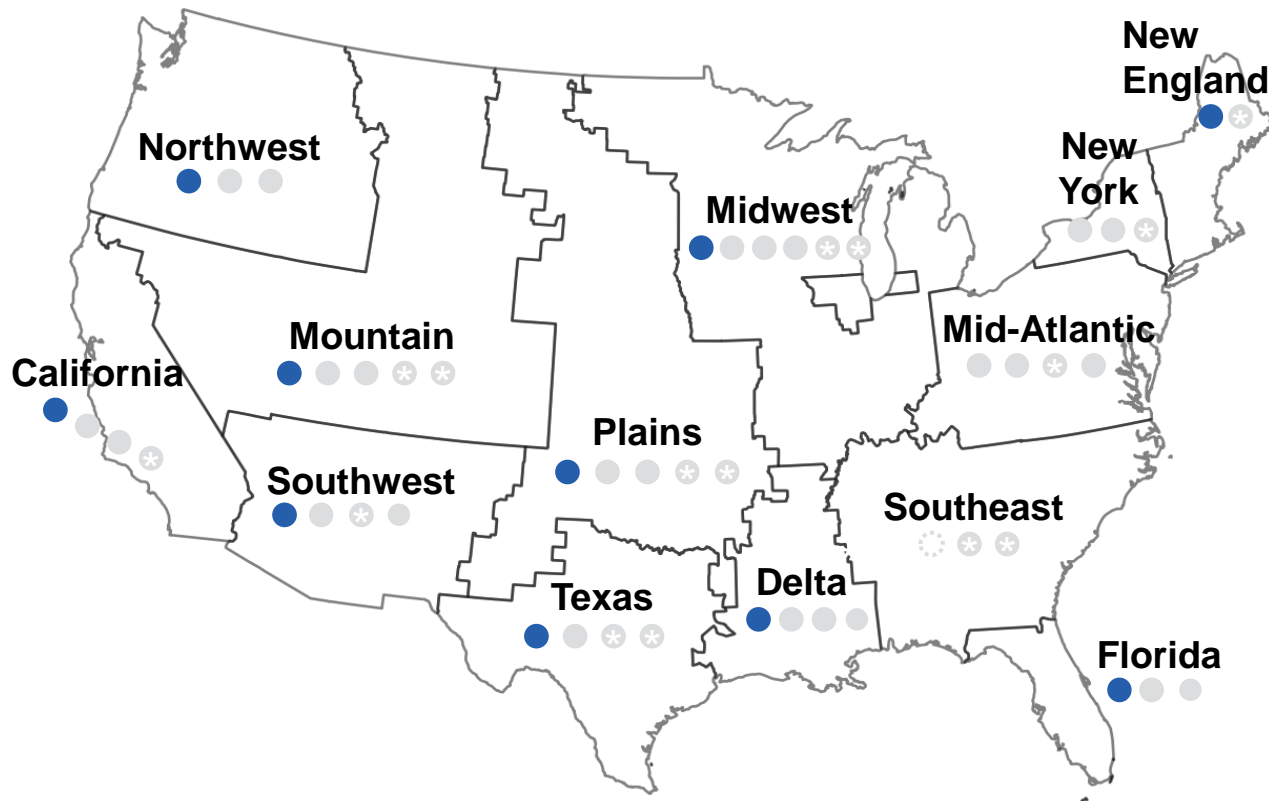 New
England
Northwest
New
York
Midwest
Mountain
Mid-Atlantic
California
Plains
Southwest
Southeast
Texas
Delta
Florida